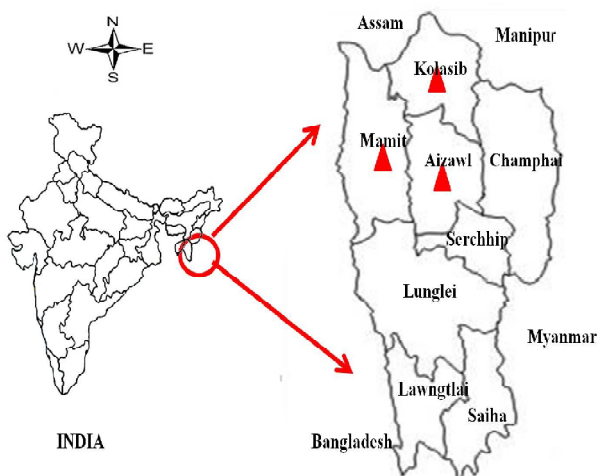 N
W E
S
Assam
Manipur
Kolasib
Mamit
Aizawl
Champhai
Serchhip
Lunglei
Myanmar
Lawngtlai
Saiha
INDIA
Bangladesh